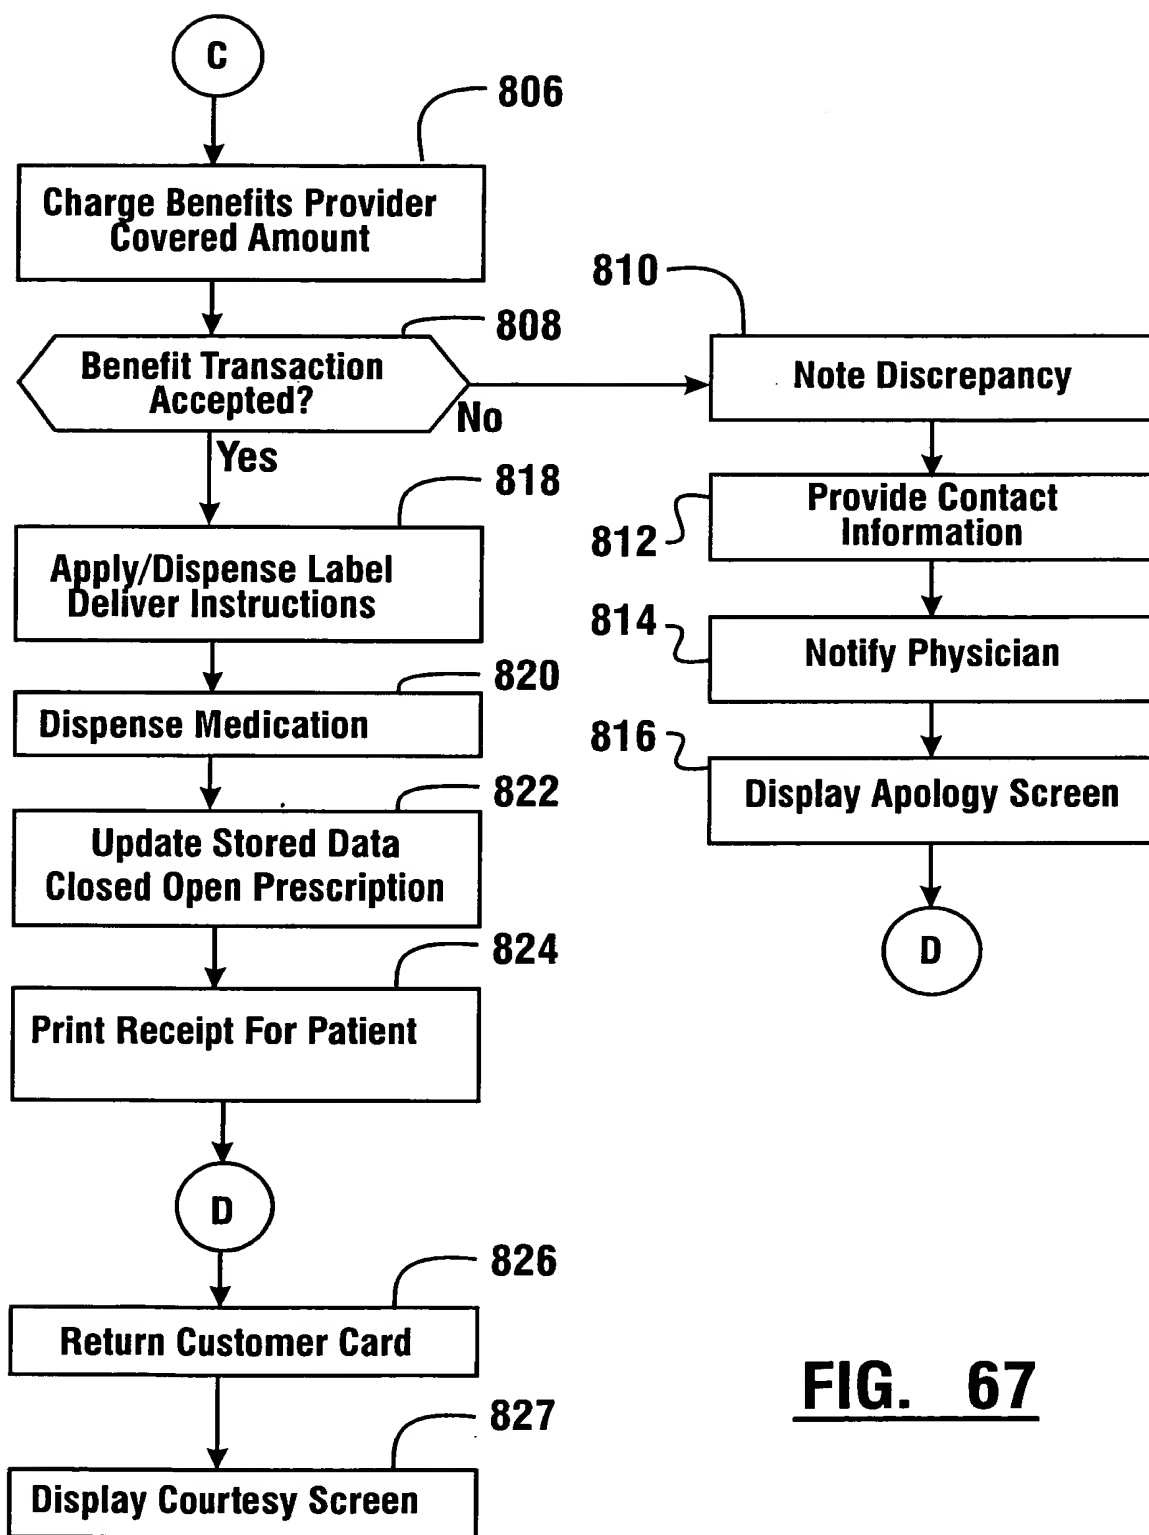 C
806
Charge Benefits Provider
Covered Amount
808
Benefit Transaction
Accepted?
No
Yes
810
Note Discrepancy
812
Provide Contact
Information
814
Notify Physician
816
Display Apology Screen
D
818
Apply/Dispense Label
Deliver Instructions
820
Dispense Medication
822
Update Stored Data
Closed Open Prescription
824
Print Receipt For Patient
D
826
Return Customer Card
827
Display Courtesy Screen
FIG. 67